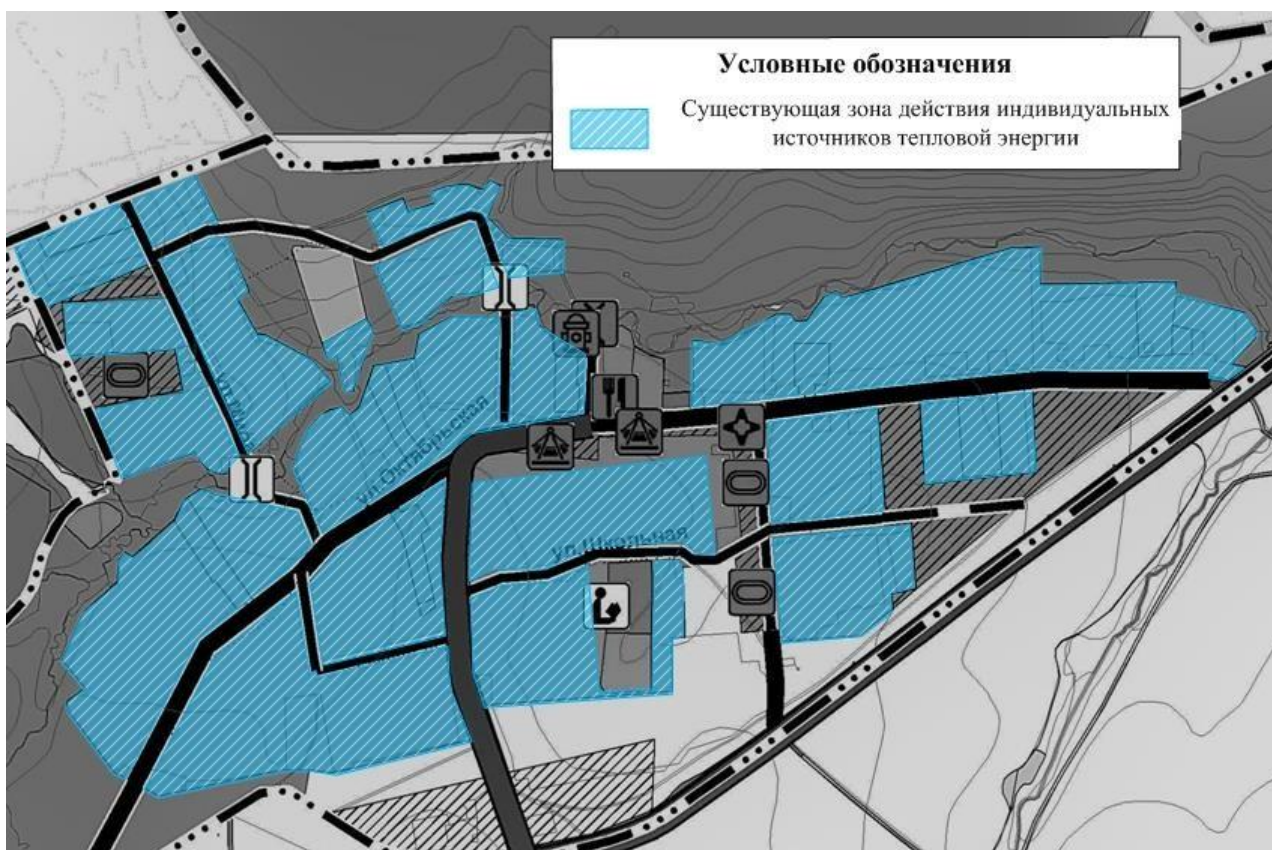 Условные обозначения
Существующая зона действия индивидуальных
источников тепловой энергии
ул.Октябрьская
ул.Школьная